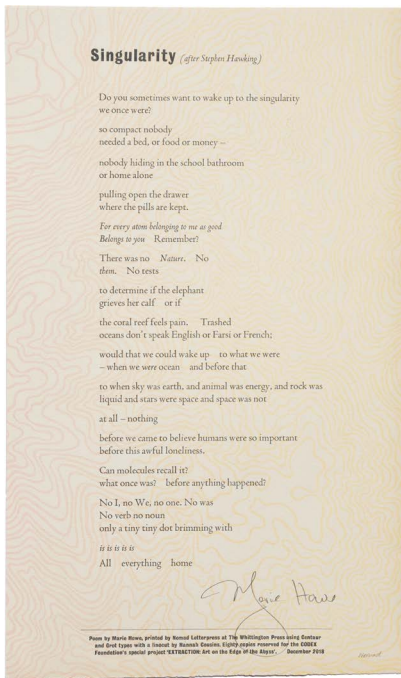 Singularity (after Stephen Hawking)
Do you sometimes want to wake up to the singularity
we once were?
so compact nobody
needed a bed, or food or money –
nobody hiding in the school bathroom
or home alone
pulling open the drawer
where the pills are kept.
For every atom belonging to me as good
Belongs to you Remember?
There was no Nature. No
them. No tests
to determine if the elephant
grieves her calf or if
the coral reef feels pain. Trashed
oceans don't speak English or Farsi or French;
would that we could wake up to what we were
– when we were ocean and before that
to when sky was earth, and animal was energy, and rock was
liquid and stars were space and space was not
at all – nothing
before we came to believe humans were so important
before this awful loneliness.
Can molecules recall it?
what once was? before anything happened?
No I, no We, no one. No was
No verb no noun
only a tiny tiny dot brimming with
is is is is is
All everything home
Marie Howe
Poem by Marie Howe, printed by Nomad Letterpress at The Whittington Press using Centaur
and Grot types with a linocut by Hannah Cousins. Eighty copies reserved for the CODEX
Foundation's special project 'EXTRACTION: Art on the Edge of the Abyss'. December 2018